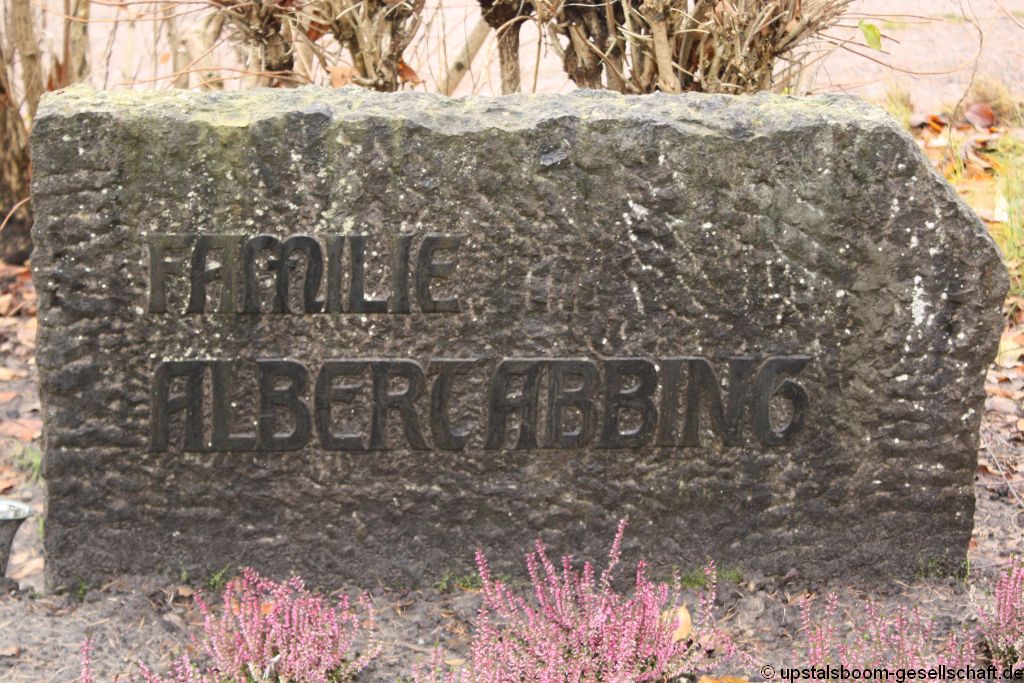 FAMILIE
ALBERT ABBING
© upstalsboom-gesellschaft.de